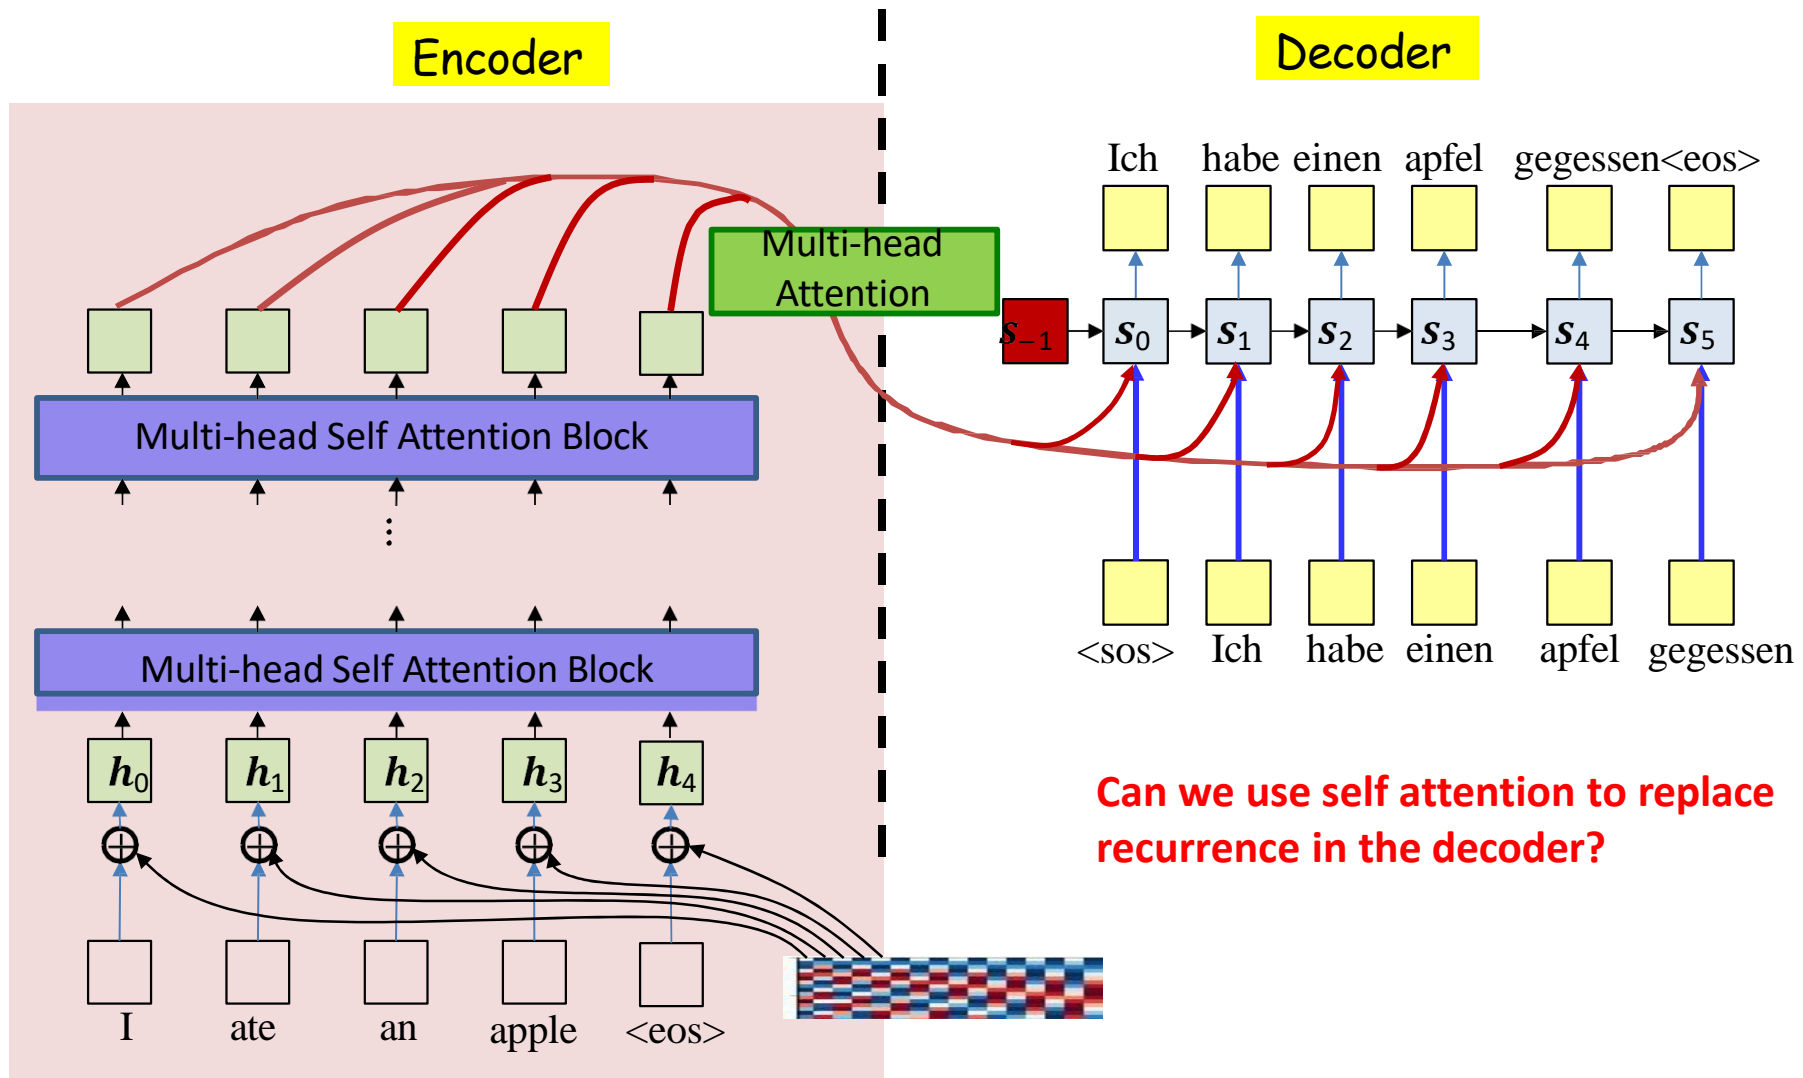 Encoder
Decoder
Ich habe einen apfel gegessen<eos>
Multi-head
Attention
s₋₁ s₀ s₁ s₂ s₃ s₄ s₅
Multi-head Self Attention Block
...
Multi-head Self Attention Block
<sos> Ich habe einen apfel gegessen
h₀ h₁ h₂ h₃ h₄
Can we use self attention to replace
recurrence in the decoder?
I ate an apple <eos>